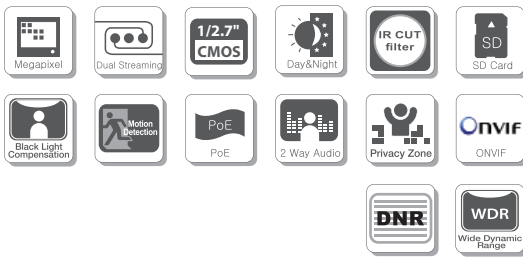 Megapixel
Dual Streaming
1/2.7"
CMOS
Day&Night
IR CUT
filter
SD
SD Card
Black Light
Compensation
Motion
Detection
PoE
PoE
2 Way Audio
Privacy Zone
ONVIF
ONVIF
DNR
WDR
Wide Dynamic
Range